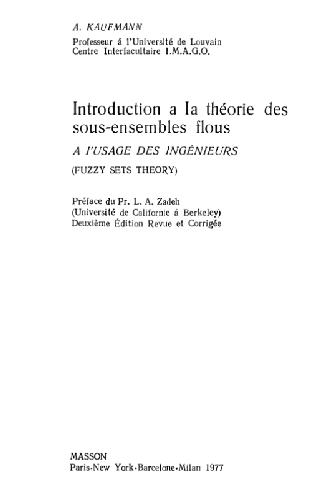 A. KAUFMANN
Professeur á l'Université de Louvain
Centre Interfacultaire I.M.A.G.O.
Introduction a la théorie des
sous-ensembles flous
A l'USAGE DES INGÉNIEURS
(FUZZY SETS THEORY)
Préface du Pr. L. A. Zadeh
(Université de Californie á Berkeley)
Deuxième Édition Revue et Corrigée
MASSON
Paris-New York-Barcelone-Milan 1977